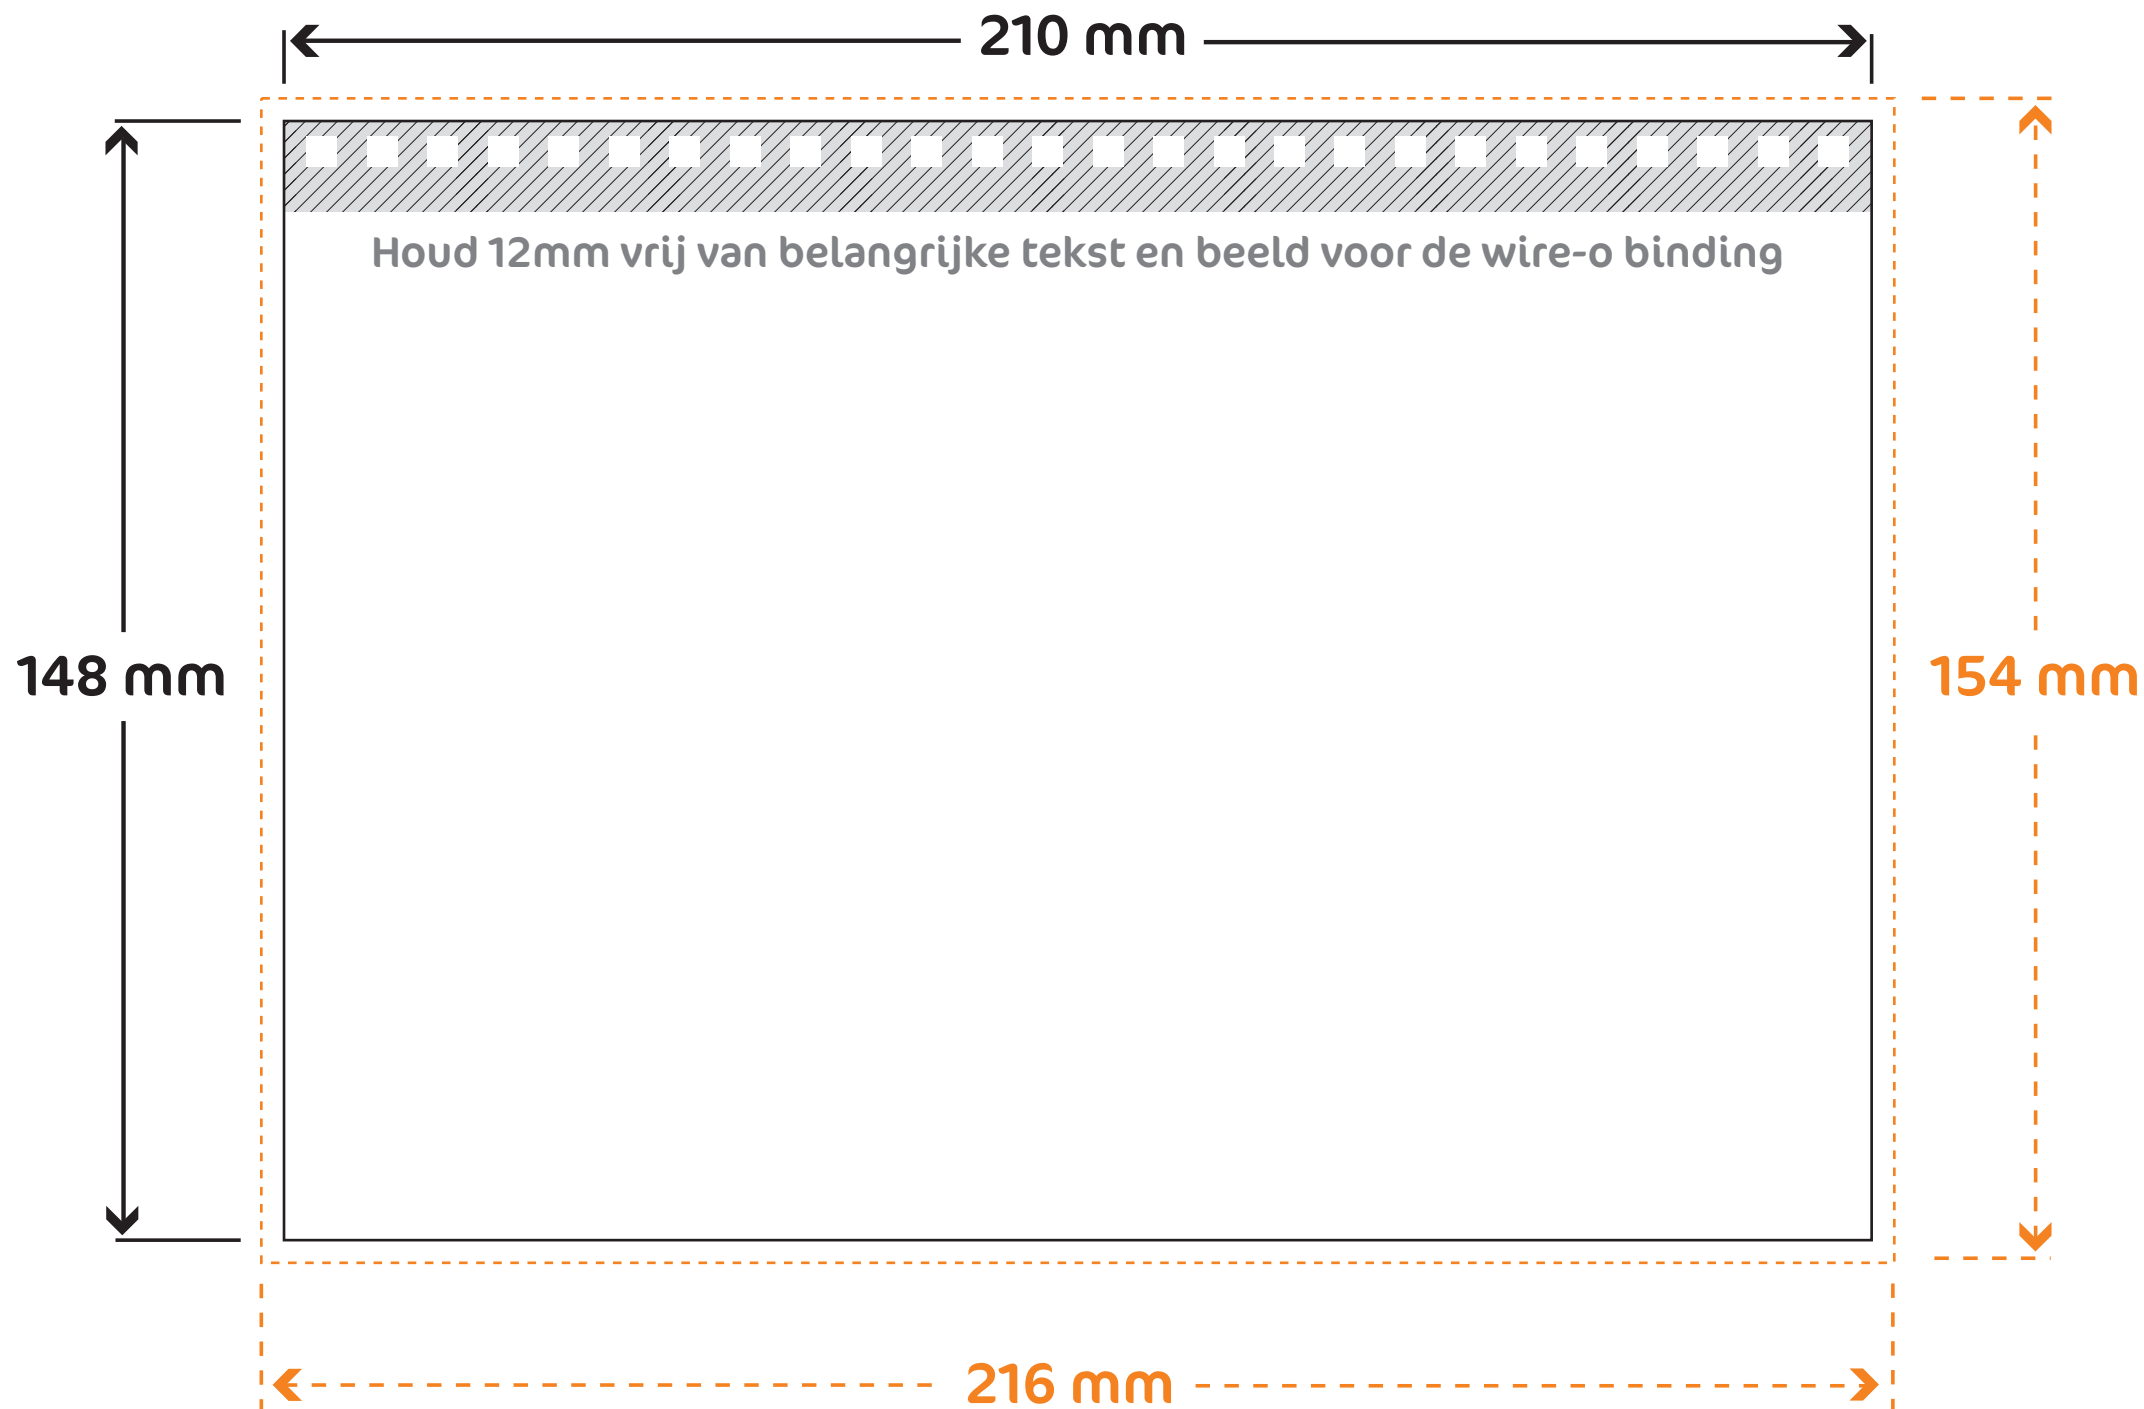 210 mm
Houd 12mm vrij van belangrijke tekst en beeld voor de wire-o binding
148 mm
154 mm
216 mm